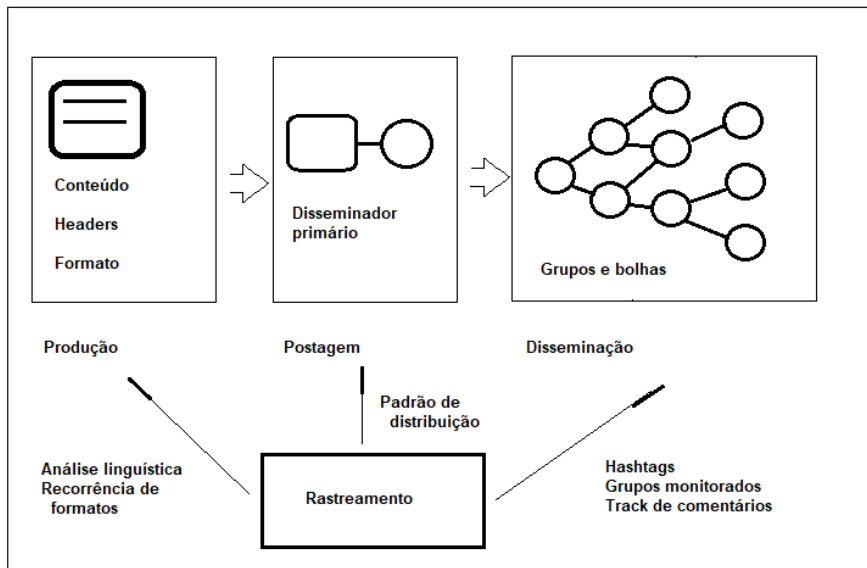 Conteúdo
Headers
Formato
Disseminador
primário
Grupos e bolhas
Produção
Postagem
Disseminação
Padrão de
distribuição
Análise linguística
Recorrência de
formatos
Rastreamento
Hashtags
Grupos monitorados
Track de comentários